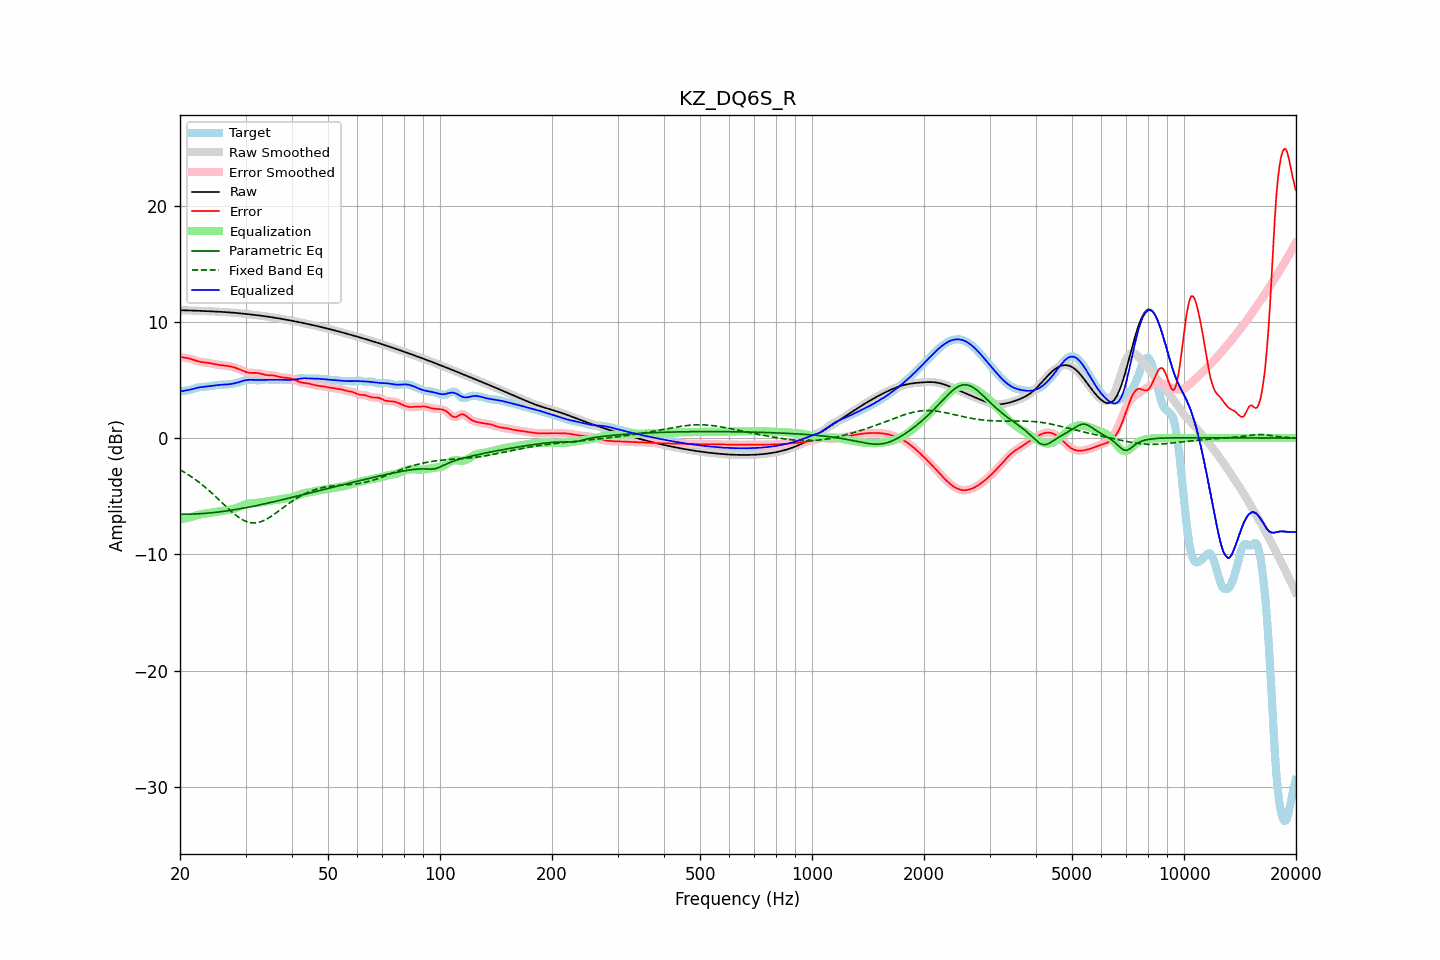 KZ_DQ6S_R
Target
Raw Smoothed
Error Smoothed
Raw
Error
Equalization
Parametric Eq
Fixed Band Eq
Equalized
20
10
0
−10
−20
−30
Amplitude (dBr)
20 50 100 200 500 1000 2000 5000 10000 20000
Frequency (Hz)